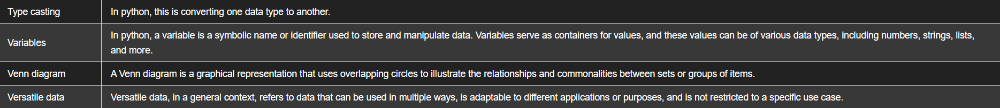 Type casting
In python, this is converting one data type to another.
Variables
In python, a variable is a symbolic name or identifier used to store and manipulate data. Variables serve as containers for values, and these values can be of various data types, including numbers, strings, lists,
and more.
Venn diagram
A Venn diagram is a graphical representation that uses overlapping circles to illustrate the relationships and commonalities between sets or groups of items.
Versatile data
Versatile data, in a general context, refers to data that can be used in multiple ways, is adaptable to different applications or purposes, and is not restricted to a specific use case.